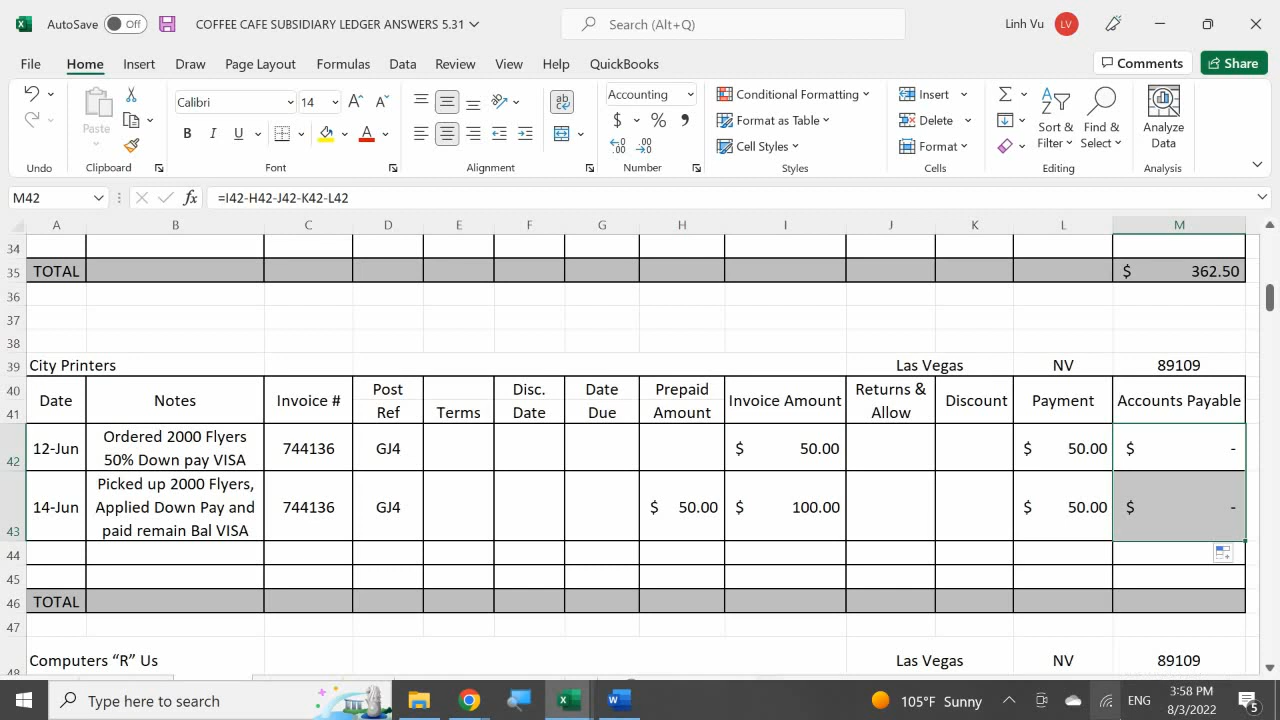 AutoSave Off COFFEE CAFE SUBSIDIARY LEDGER ANSWERS 5.31 Search (Alt+Q) Linh Vu LV
File Home Insert Draw Page Layout Formulas Data Review View Help QuickBooks Comments Share
Paste
Calibri 14 A A
B I U A
ab
Accounting
$ % ,
Conditional Formatting
Format as Table
Cell Styles
Insert
Delete
Format
Sort & Filter
Find & Select
Analyze Data
Undo Clipboard Font Alignment Number Styles Cells Editing Analysis
M42 fx =I42-H42-J42-K42-L42
A B C D E F G H I J K L M
34
35 TOTAL $ 362.50
36
37
38
39 City Printers Las Vegas NV 89109
40 Date Notes Invoice # Post Disc. Date Prepaid Invoice Amount Returns & Discount Payment Accounts Payable
41 Ref Terms Date Due Amount Allow
42 12-Jun Ordered 2000 Flyers 50% Down pay VISA 744136 GJ4 $ 50.00 $ 50.00 $ -
43 14-Jun Picked up 2000 Flyers, Applied Down Pay and paid remain Bal VISA 744136 GJ4 $ 50.00 $ 100.00 $ 50.00 $ -
44
45
46 TOTAL
47
48 Computers “R” Us Las Vegas NV 89109
Type here to search 105°F Sunny ENG 3:58 PM
8/3/2022 5